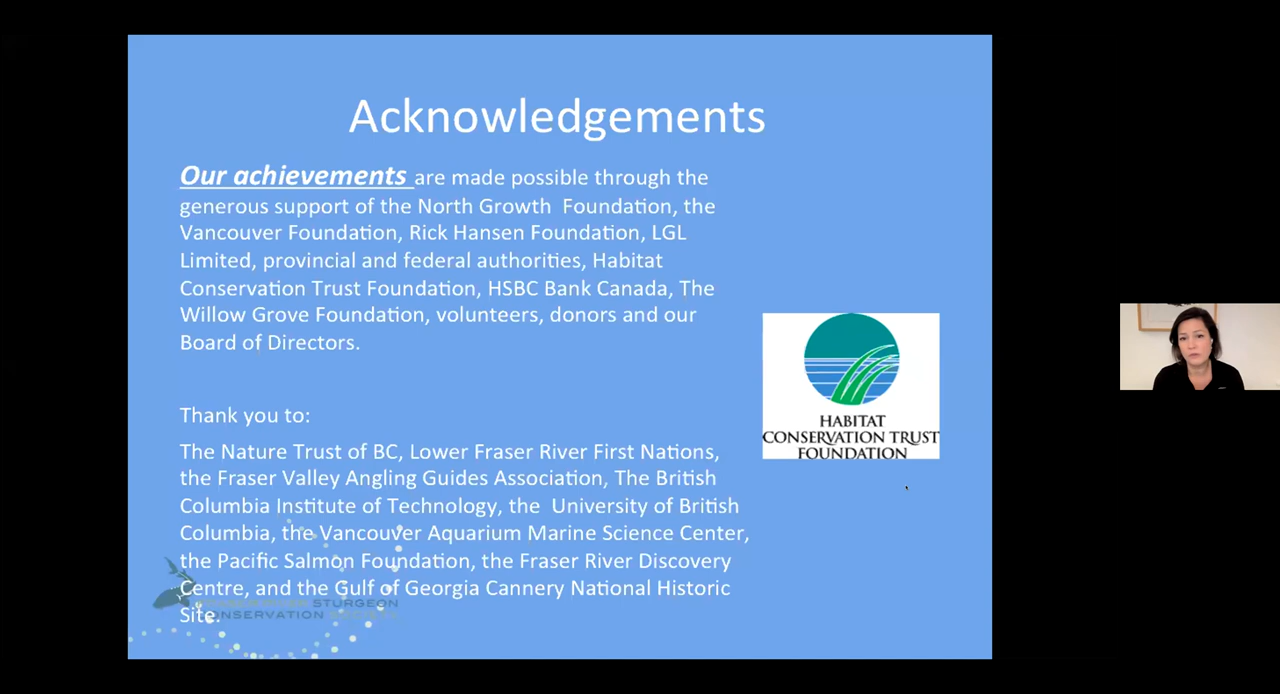 Acknowledgements
Our achievements are made possible through the
generous support of the North Growth Foundation, the
Vancouver Foundation, Rick Hansen Foundation, LGL
Limited, provincial and federal authorities, Habitat
Conservation Trust Foundation, HSBC Bank Canada, The
Willow Grove Foundation, volunteers, donors and our
Board of Directors.
Thank you to:
The Nature Trust of BC, Lower Fraser River First Nations,
the Fraser Valley Angling Guides Association, The British
Columbia Institute of Technology, the University of British
Columbia, the Vancouver Aquarium Marine Science Center,
the Pacific Salmon Foundation, the Fraser River Discovery
Centre, and the Gulf of Georgia Cannery National Historic
Site.
STURGEON
CONSERVATION
HABITAT
CONSERVATION TRUST
FOUNDATION